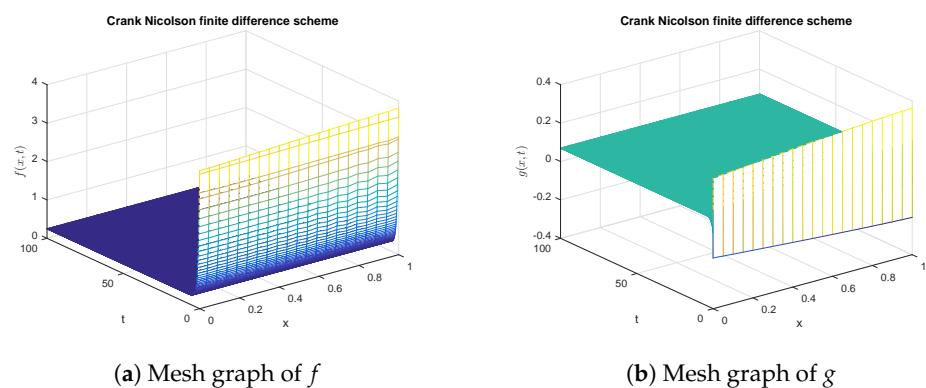 Crank Nicolson finite difference scheme
4
3
2
1
0
f(x,t)
100
50
0
t
0
0.2
0.4
0.6
0.8
1
x
(a) Mesh graph of f
Crank Nicolson finite difference scheme
0.4
0.2
0
-0.2
-0.4
g(x,t)
100
50
0
t
0
0.2
0.4
0.6
0.8
1
x
(b) Mesh graph of g